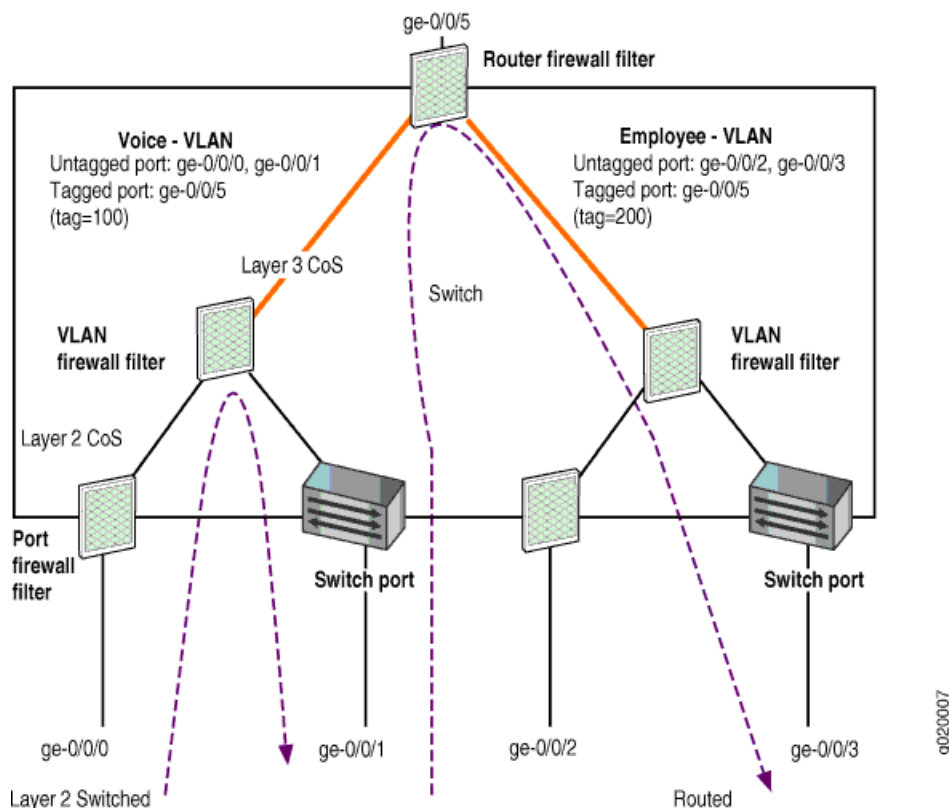 ge-0/0/5
Router firewall filter
Voice - VLAN
Untagged port: ge-0/0/0, ge-0/0/1
Tagged port: ge-0/0/5
(tag=100)
Employee - VLAN
Untagged port: ge-0/0/2, ge-0/0/3
Tagged port: ge-0/0/5
(tag=200)
Layer 3 CoS
Switch
VLAN
firewall filter
VLAN
firewall filter
Layer 2 CoS
Port
firewall
filter
Switch port
Switch port
ge-0/0/0
ge-0/0/1
ge-0/0/2
ge-0/0/3
Layer 2 Switched
Routed
g020007